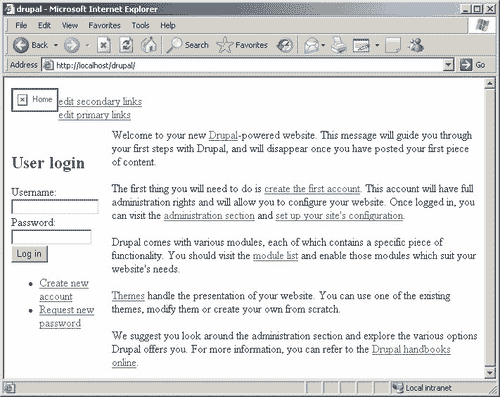 drupal - Microsoft Internet Explorer
File Edit View Favorites Tools Help
Back Search Favorites
Address http://localhost/drupal/ Go
Home
edit secondary links
edit primary links
Welcome to your new Drupal-powered website. This message will guide you through
your first steps with Drupal, and will disappear once you have posted your first piece
of content.
User login
Username:
Password:
Log in
Create new
account
Request new
password
The first thing you will need to do is create the first account. This account will have full
administration rights and will allow you to configure your website. Once logged in, you
can visit the administration section and set up your site's configuration.
Drupal comes with various modules, each of which contains a specific piece of
functionality. You should visit the module list and enable those modules which suit your
website's needs.
Themes handle the presentation of your website. You can use one of the existing
themes, modify them or create your own from scratch.
We suggest you look around the administration section and explore the various options
Drupal offers you. For more information, you can refer to the Drupal handbooks
online.
Local intranet